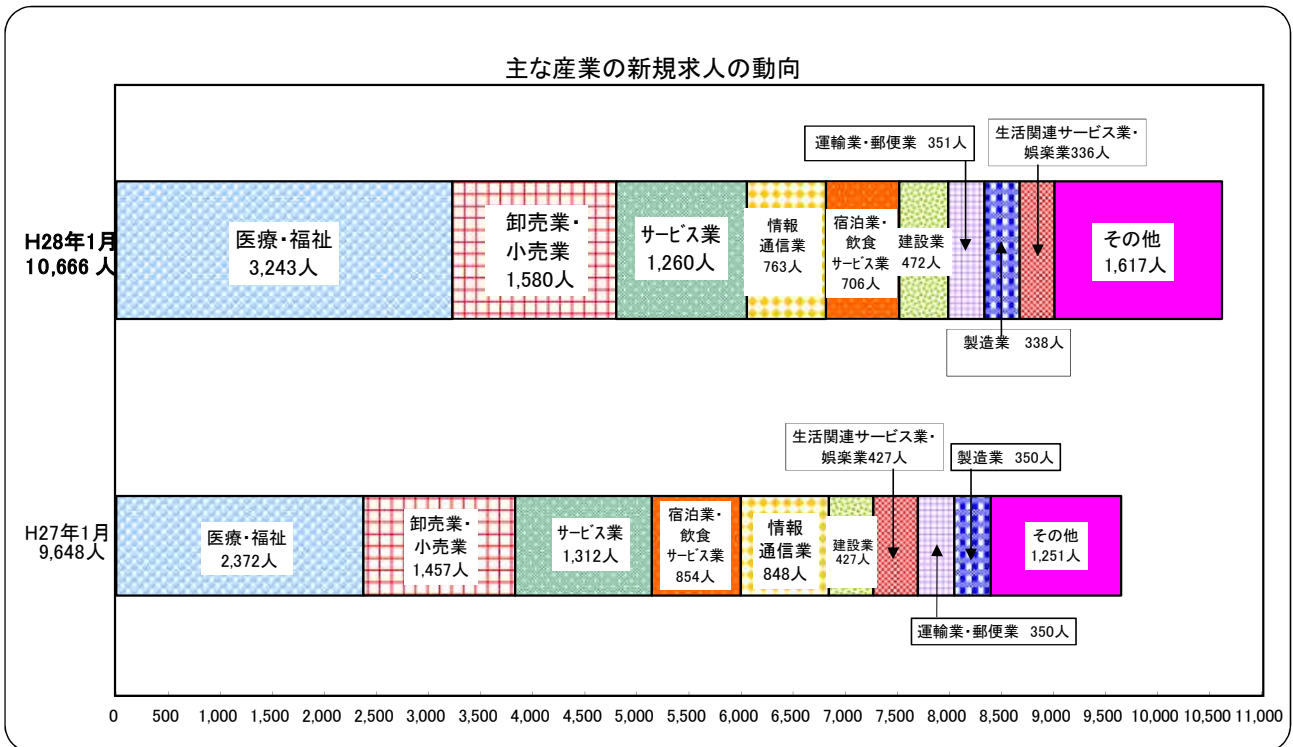 主な産業の新規求人の動向
運輸業・郵便業 351人
生活関連サービス業・
娯楽業336人
H28年1月
10,666 人
医療・福祉
3,243人
卸売業・
小売業
1,580人
サービス業
1,260人
情報
通信業
763人
宿泊業・
飲食
サービス業
706人
建設業
472人
その他
1,617人
製造業 338人
生活関連サービス業・
娯楽業427人
製造業 350人
H27年1月
9,648人
医療・福祉
2,372人
卸売業・
小売業
1,457人
サービス業
1,312人
宿泊業・
飲食
サービス業
854人
情報
通信業
848人
建設業
427人
その他
1,251人
運輸業・郵便業 350人
0 500 1,000 1,500 2,000 2,500 3,000 3,500 4,000 4,500 5,000 5,500 6,000 6,500 7,000 7,500 8,000 8,500 9,000 9,500 10,000 10,500 11,000